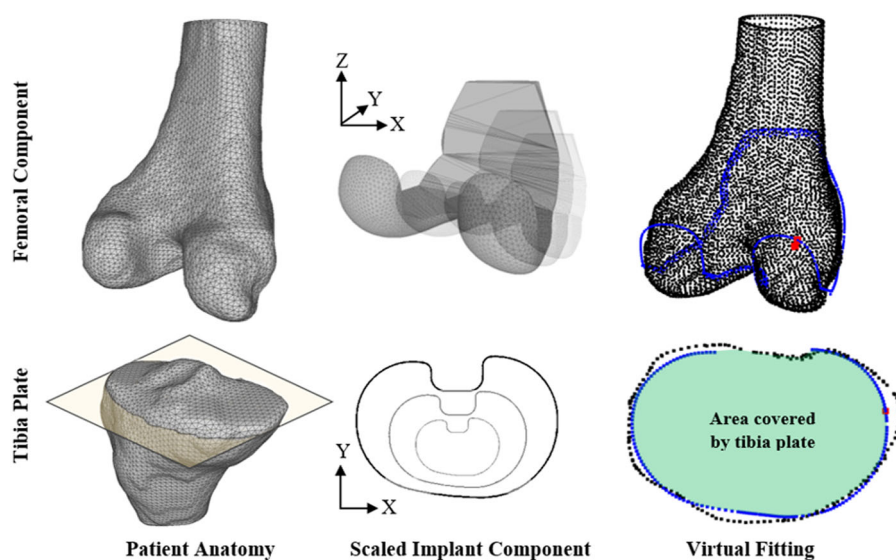 Femoral Component
Z
Y
X
Tibia Plate
Y
X
Area covered
by tibia plate
Patient Anatomy
Scaled Implant Component
Virtual Fitting